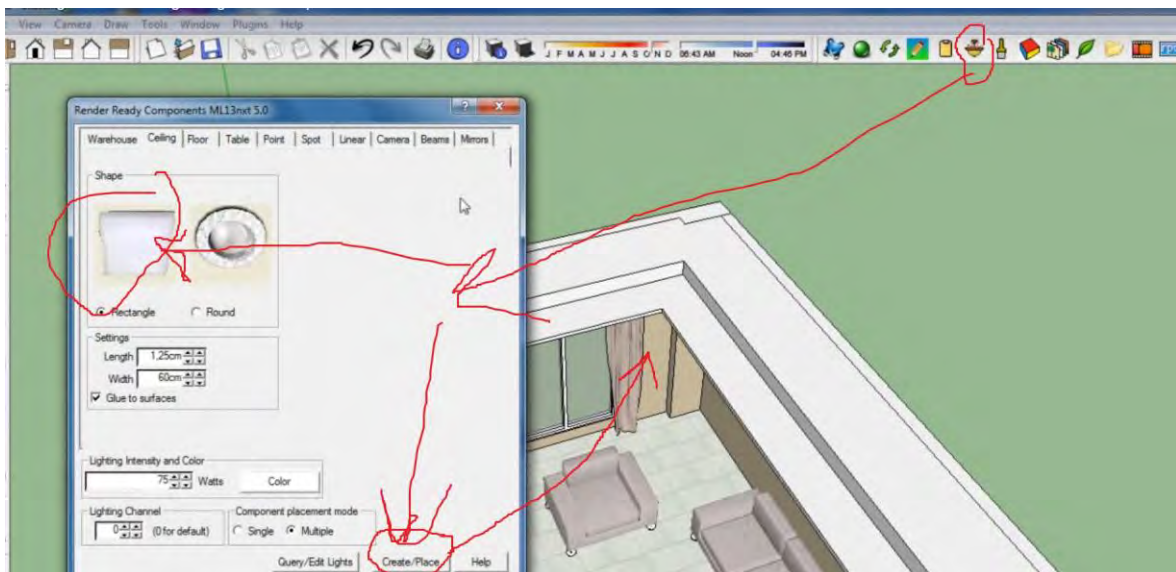 View Camera Draw Tools Window Plugins Help
J F M A M J J A S O N D 06:43 AM Noon 04:46 PM
Render Ready Components ML13nxt 5.0
Warehouse Ceiling Floor Table Point Spot Linear Camera Beams Mirrors
Shape
Rectangle Round
Settings
Length 1,25cm
Width 60cm
Glue to surfaces
Lighting Intensity and Color
75 Watts Color
Lighting Channel Component placement mode
0 (0 for default) Single Multiple
Query/Edit Lights Create/Place Help